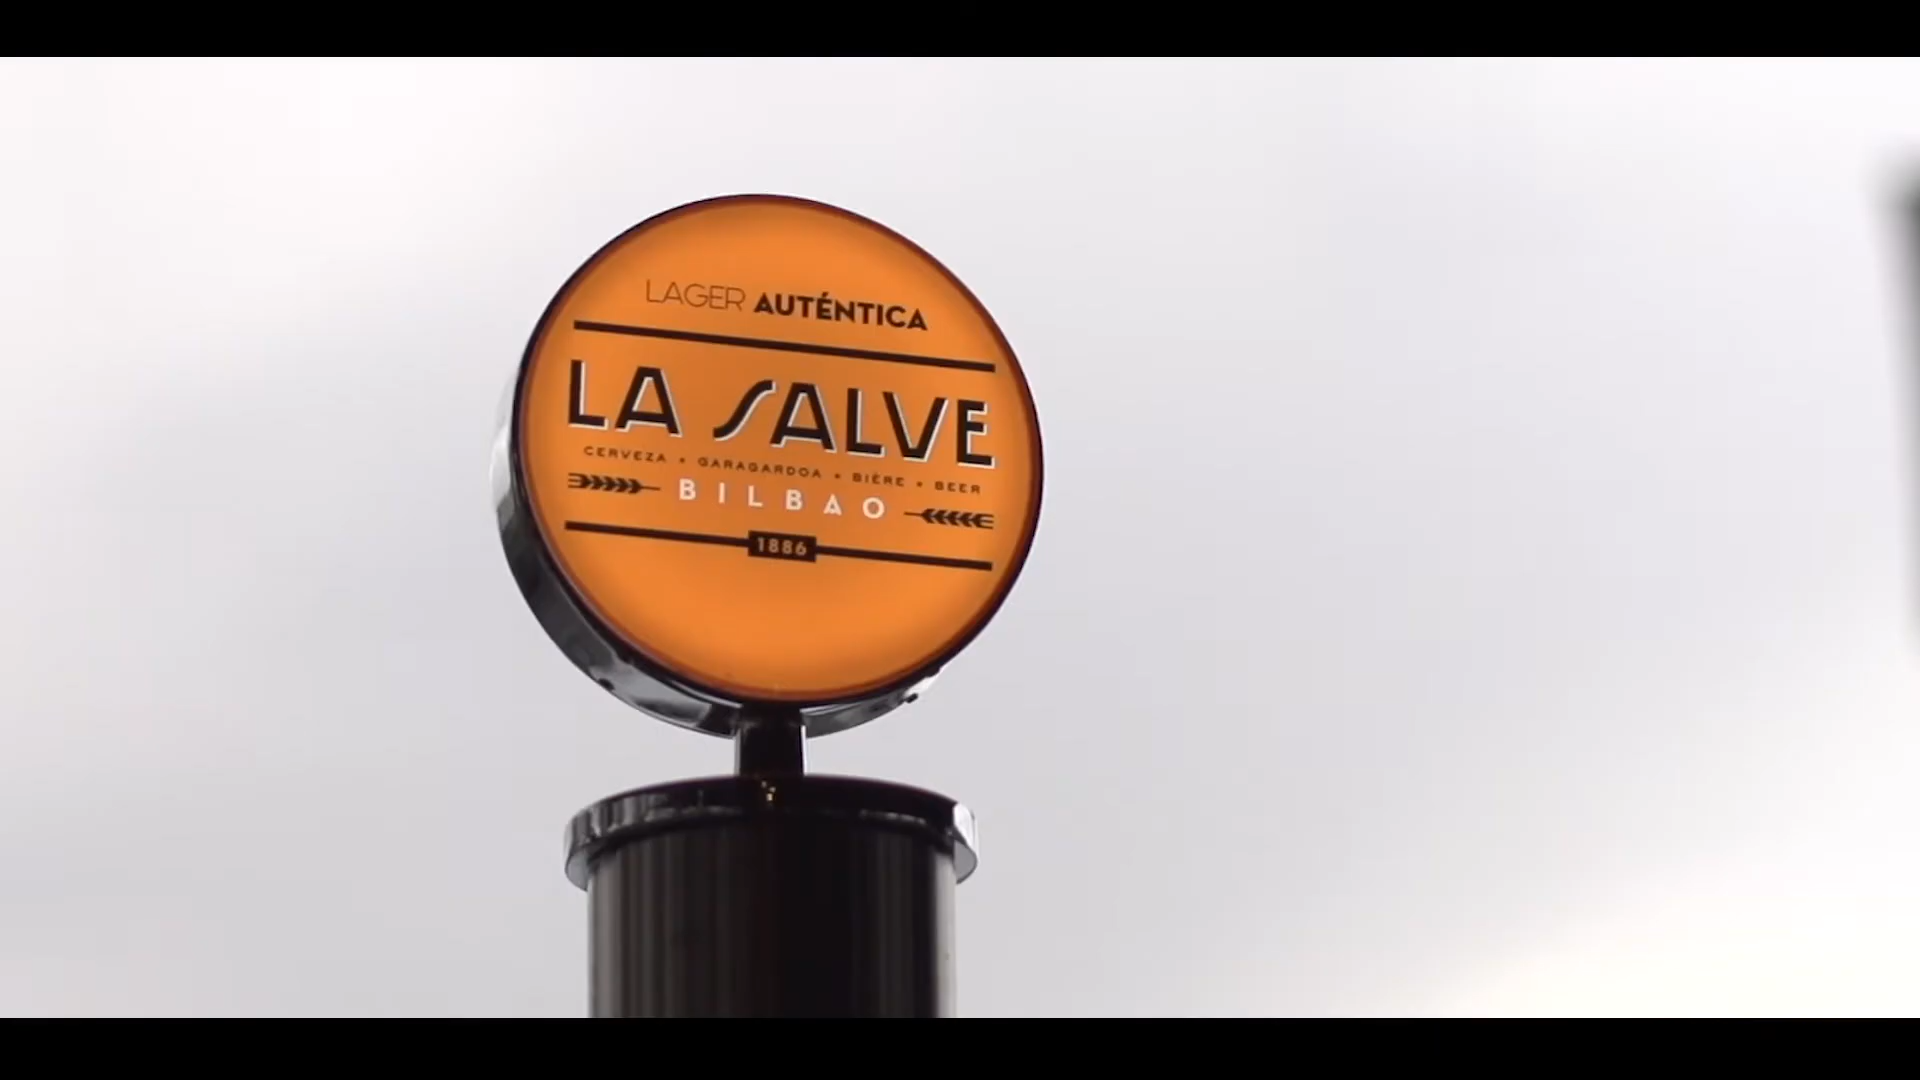 LAGER AUTÉNTICA
LA SALVE
CERVEZA • GARAGARDOA • BIÈRE • BEER
BILBAO
1886